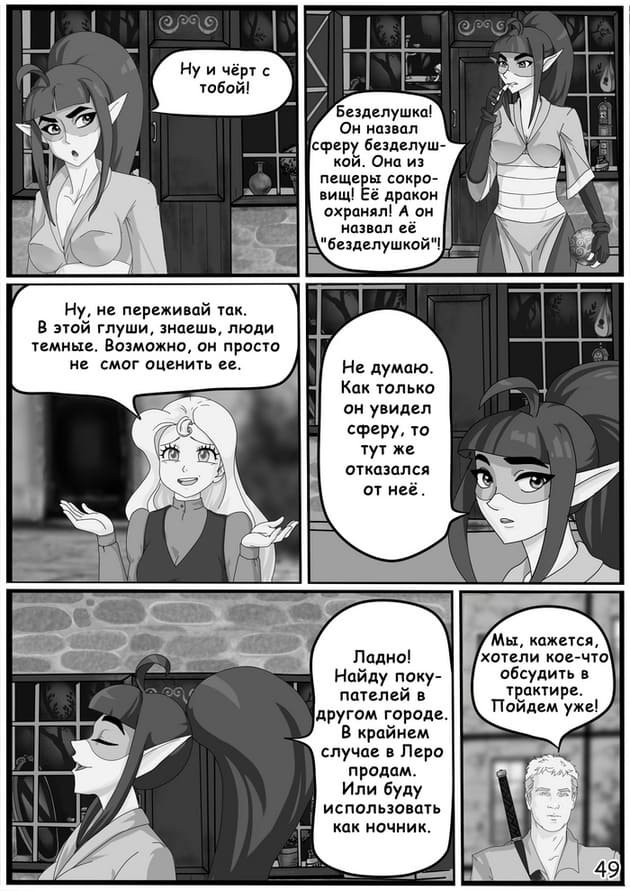 Ну и чёрт с
тобой!
Безделушка!
Он назвал
сферу безделуш-
кой. Она из
пещеры сокро-
вищ! Её дракон
охранял! А он
назвал её
"безделушкой"!
Ну, не переживай так.
В этой глуши, знаешь, люди
темные. Возможно, он просто
не смог оценить ее.
Не думаю.
Как только
он увидел
сферу, то
тут же
отказался
от неё.
Ладно!
Найду поку-
пателей в
другом городе.
В крайнем
случае в Леро
продам.
Или буду
использовать
как ночник.
Мы, кажется,
хотели кое-что
обсудить в
трактире.
Пойдем уже!
49